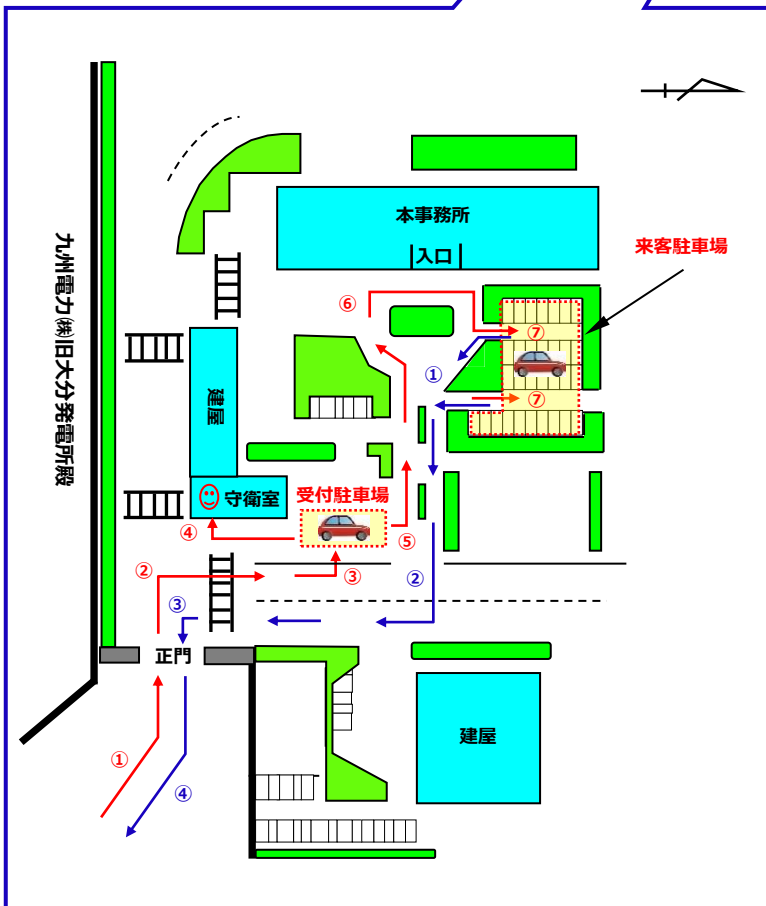 本事務所
入口
来客駐車場
⑥
⑦
①
⑦
九州電力㈱旧大分発電所殿
建屋
守衛室
受付駐車場
④
⑤
②
③
②
③
正門
①
④
建屋